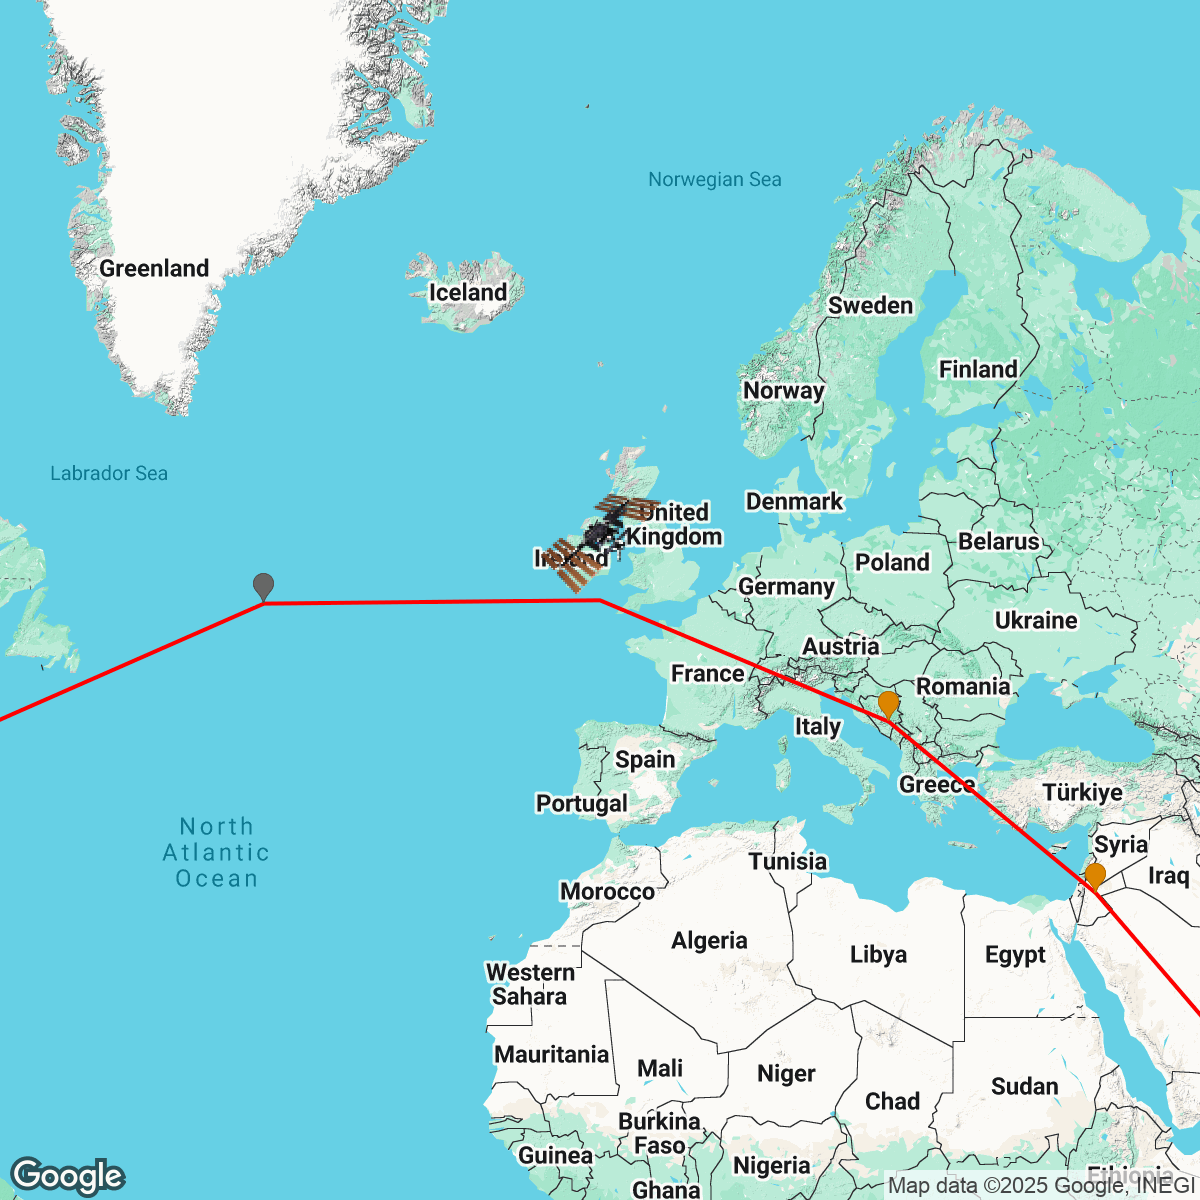 Norwegian Sea
Greenland
Iceland
Sweden
Finland
Norway
Labrador Sea
Denmark
United
Kingdom
Ireland
Belarus
Poland
Germany
Ukraine
Austria
France
Romania
Italy
Spain
Greece
Türkiye
Portugal
North
Atlantic
Ocean
Syria
Tunisia
Iraq
Morocco
Algeria
Libya
Egypt
Western
Sahara
Mauritania
Mali
Niger
Sudan
Chad
Burkina
Faso
Guinea
Nigeria
Ethiopia
Ghana
Google
Map data ©2025 Google, INEGI